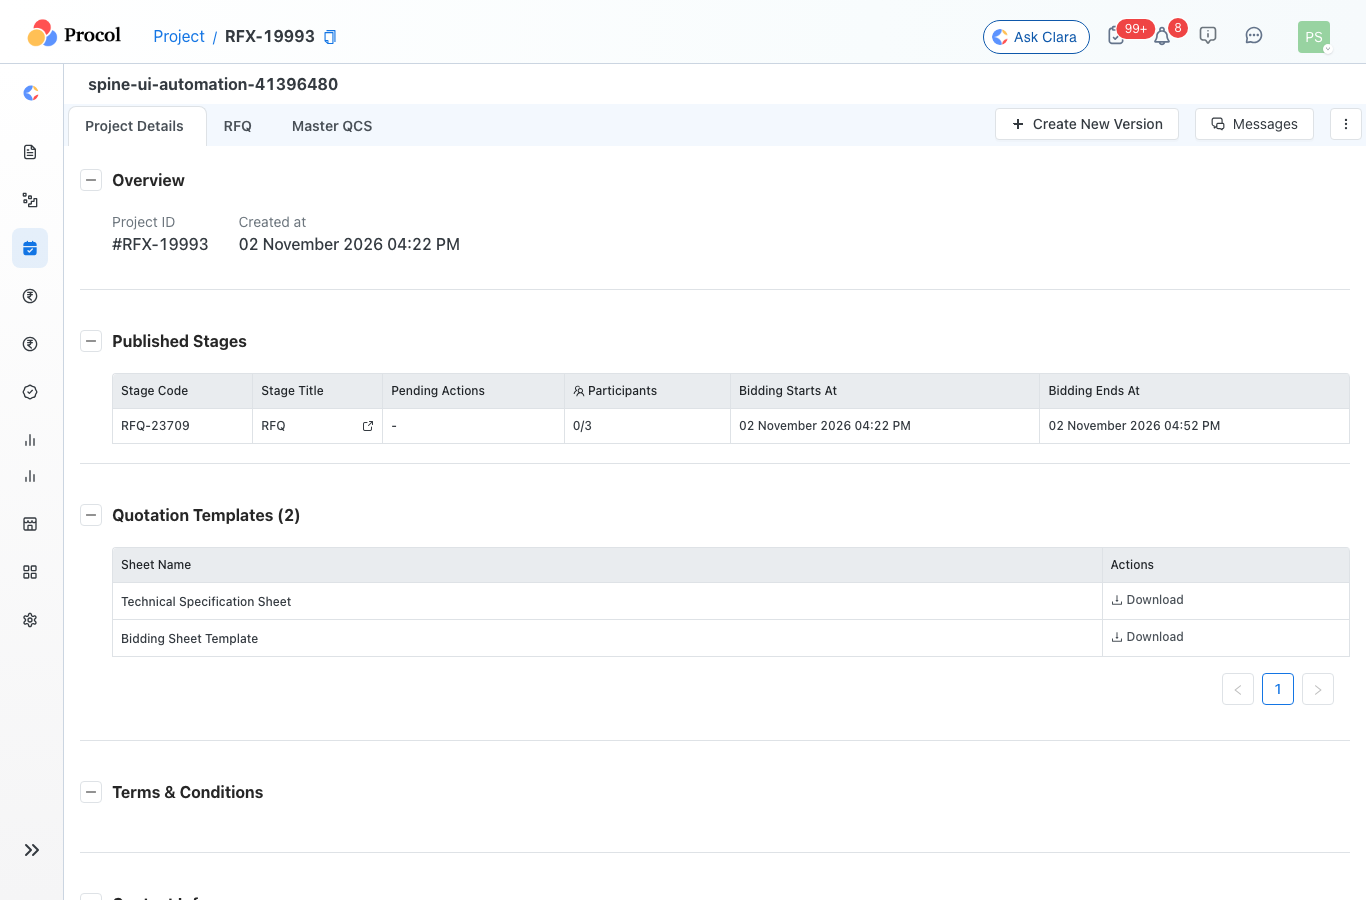 Procol
Project / RFX-19993
Ask Clara
99+
8
PS
spine-ui-automation-41396480
Project Details
RFQ
Master QCS
Create New Version
Messages
Overview
Project ID
Created at
#RFX-19993
02 November 2026 04:22 PM
Published Stages
Stage Code
Stage Title
Pending Actions
Participants
Bidding Starts At
Bidding Ends At
RFQ-23709
RFQ
-
0/3
02 November 2026 04:22 PM
02 November 2026 04:52 PM
Quotation Templates (2)
Sheet Name
Actions
Technical Specification Sheet
Download
Bidding Sheet Template
Download
1
Terms & Conditions